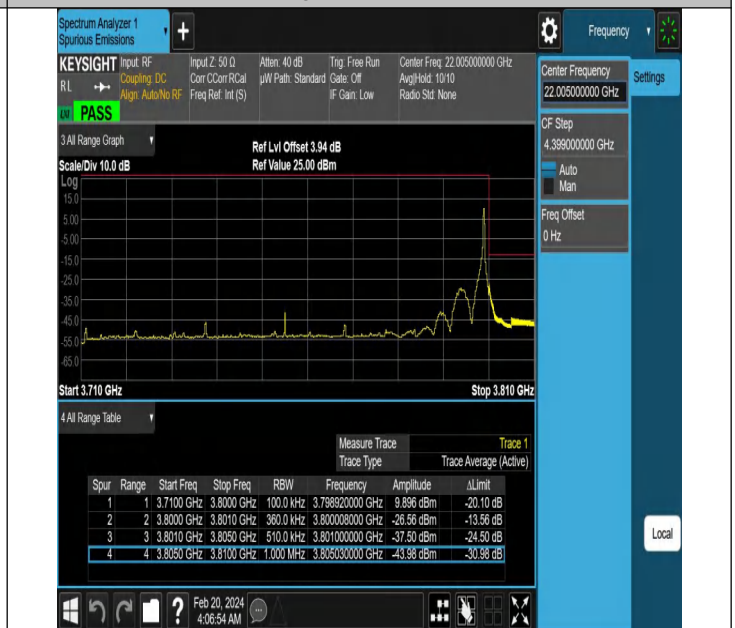 Spectrum Analyzer 1
Spurious Emissions
+
Frequency
KEYSIGHT
RL
LNI PASS
Input: RF
Coupling: DC
Align: Auto/No RF
Input Z: 50 Ω
Corr CCorr RCal
Freq Ref: Int (S)
Atten: 40 dB
µW Path: Standard
Trig: Free Run
Gate: Off
IF Gain: Low
Center Freq: 22.005000000 GHz
Avg|Hold: 10/10
Radio Std: None
Center Frequency
22.005000000 GHz
Settings
CF Step
4.399000000 GHz
Auto
Man
Freq Offset
0 Hz
3 All Range Graph
Scale/Div 10.0 dB
Ref Lvl Offset 3.94 dB
Ref Value 25.00 dBm
Log
15.0
5.00
-5.00
-15.0
-25.0
-35.0
-45.0
-55.0
-65.0
Start 3.710 GHz
Stop 3.810 GHz
4 All Range Table
Measure Trace Trace 1
Trace Type Trace Average (Active)
Spur Range Start Freq Stop Freq RBW Frequency Amplitude ΔLimit
1 1 3.7100 GHz 3.8000 GHz 100.0 kHz 3.798920000 GHz 9.896 dBm -20.10 dB
2 2 3.8000 GHz 3.8010 GHz 360.0 kHz 3.800008000 GHz -26.56 dBm -13.56 dB
3 3 3.8010 GHz 3.8050 GHz 510.0 kHz 3.801000000 GHz -37.50 dBm -24.50 dB
4 4 3.8050 GHz 3.8100 GHz 1.000 MHz 3.805030000 GHz -43.98 dBm -30.98 dB
Local
?
Feb 20, 2024
4:06:54 AM